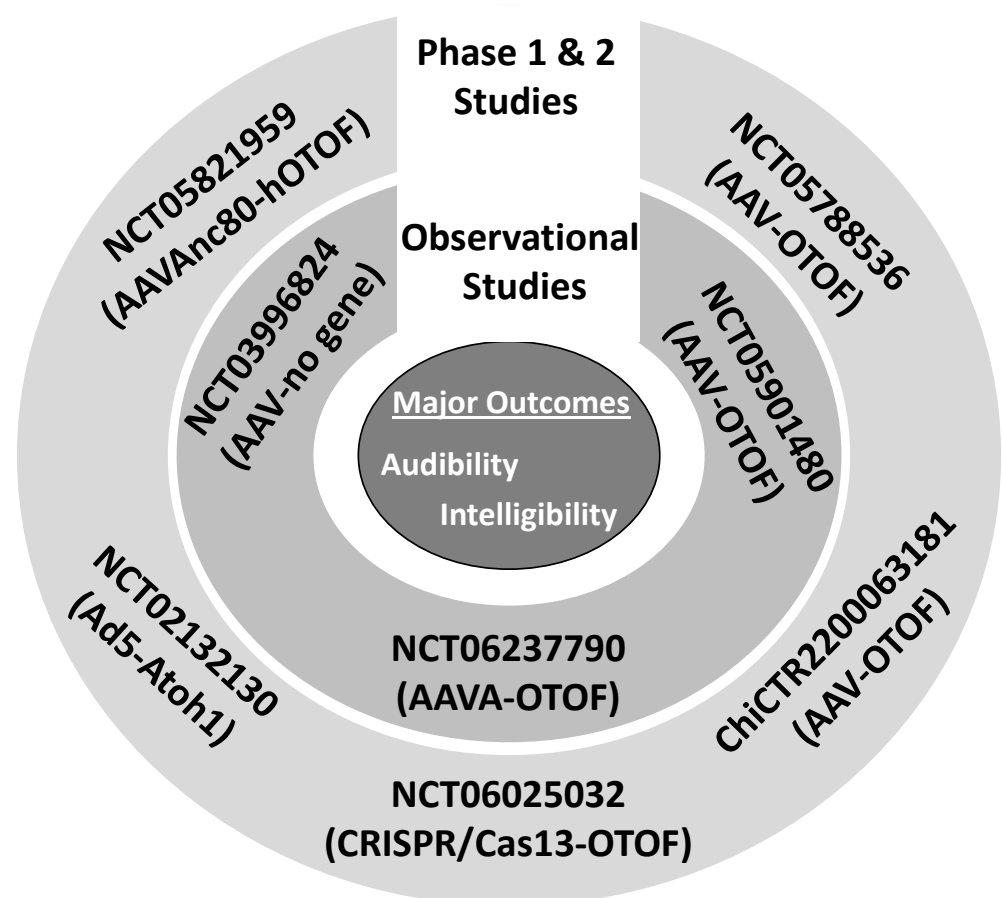 Phase 1 & 2
Studies
NCT05821959
(AAVAnc80-hOTOF)
NCT05788536
(AAV-OTOF)
Observational
Studies
NCT03996824
(AAV-no gene)
NCT05901480
(AAV-OTOF)
Major Outcomes
Audibility
Intelligibility
NCT02132130
(Ad5-Atoh1)
NCT06237790
(AAVA-OTOF)
ChiCTR2200063181
(AAV-OTOF)
NCT06025032
(CRISPR/Cas13-OTOF)